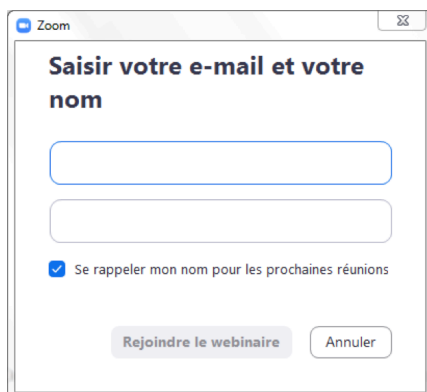 Zoom
Saisir votre e-mail et votre
nom
Se rappeler mon nom pour les prochaines réunions
Rejoindre le webinaire
Annuler